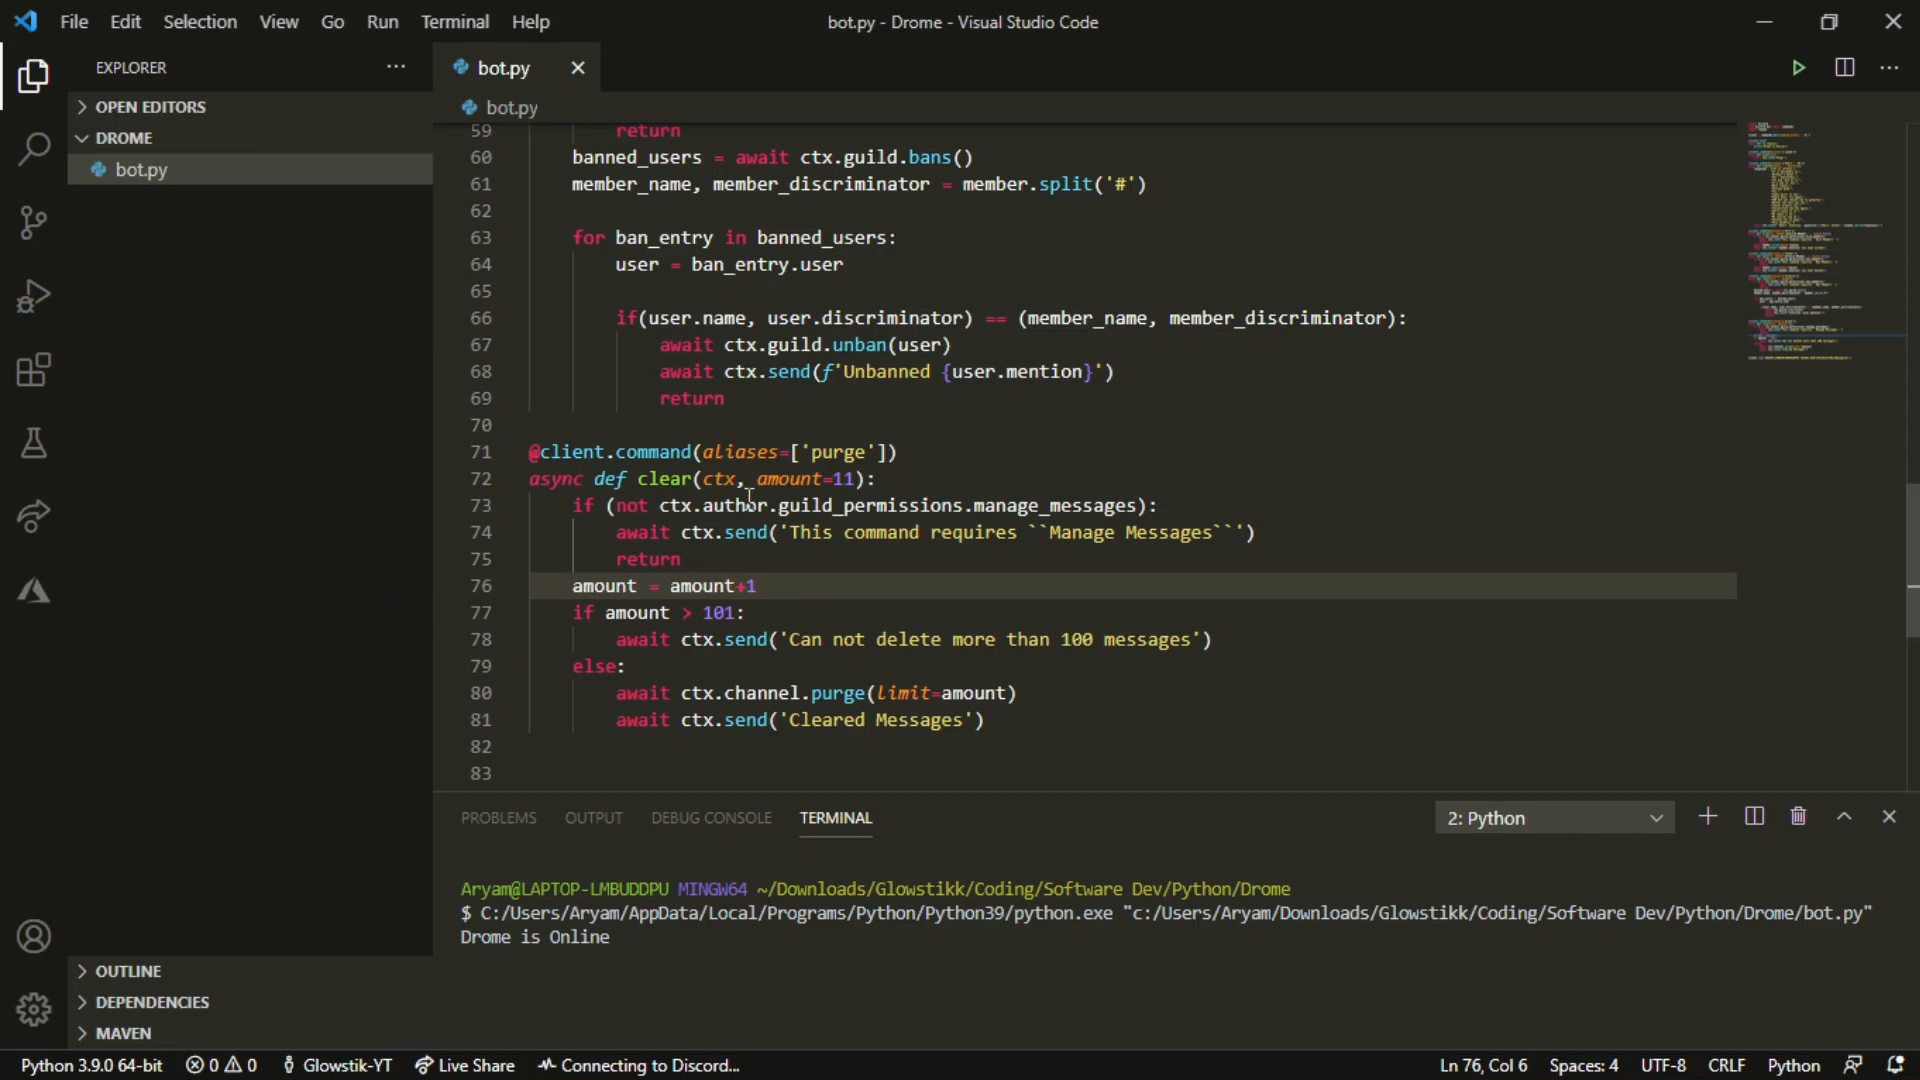 File Edit Selection View Go Run Terminal Help
bot.py - Drome - Visual Studio Code
EXPLORER
bot.py
OPEN EDITORS
bot.py
DROME
bot.py
59 return
60 banned_users = await ctx.guild.bans()
61 member_name, member_discriminator = member.split('#')
62
63 for ban_entry in banned_users:
64 user = ban_entry.user
65
66 if(user.name, user.discriminator) == (member_name, member_discriminator):
67 await ctx.guild.unban(user)
68 await ctx.send(f'Unbanned {user.mention}')
69 return
70
71 @client.command(aliases=['purge'])
72 async def clear(ctx, amount=11):
73 if (not ctx.author.guild_permissions.manage_messages):
74 await ctx.send('This command requires ``Manage Messages``')
75 return
76 amount = amount+1
77 if amount > 101:
78 await ctx.send('Can not delete more than 100 messages')
79 else:
80 await ctx.channel.purge(limit=amount)
81 await ctx.send('Cleared Messages')
82
83
PROBLEMS OUTPUT DEBUG CONSOLE TERMINAL 2: Python
Aryam@LAPTOP-LMBUDDPU MINGW64 ~/Downloads/Glowstikk/Coding/Software Dev/Python/Drome
$ C:/Users/Aryam/AppData/Local/Programs/Python/Python39/python.exe "c:/Users/Aryam/Downloads/Glowstikk/Coding/Software Dev/Python/Drome/bot.py"
Drome is Online
OUTLINE
DEPENDENCIES
MAVEN
Python 3.9.0 64-bit 0 0 Glowstik-YT Live Share Connecting to Discord... Ln 76, Col 6 Spaces: 4 UTF-8 CRLF Python